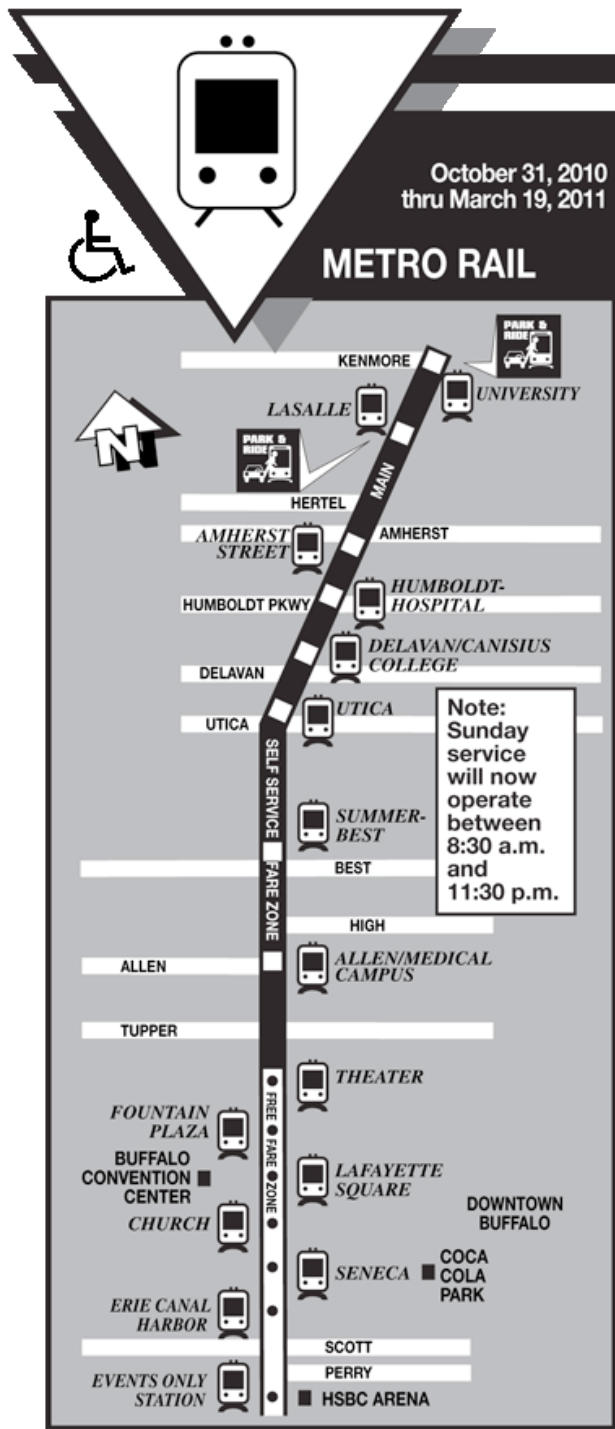 October 31, 2010
thru March 19, 2011
METRO RAIL
PARK &
RIDE
KENMORE
UNIVERSITY
LASALLE
PARK &
RIDE
MAIN
HERTEL
AMHERST
STREET
AMHERST
HUMBOLDT-
HOSPITAL
HUMBOLDT PKWY
DELAVAN/CANISIUS
COLLEGE
DELAVAN
UTICA
UTICA
Note:
Sunday
service
will now
operate
between
8:30 a.m.
and
11:30 p.m.
SELF SERVICE
FARE ZONE
SUMMER-
BEST
BEST
HIGH
ALLEN
ALLEN/MEDICAL
CAMPUS
TUPPER
THEATER
FREE
FARE
ZONE
FOUNTAIN
PLAZA
BUFFALO
CONVENTION
CENTER
LAFAYETTE
SQUARE
DOWNTOWN
BUFFALO
CHURCH
SENECA
COCA
COLA
PARK
ERIE CANAL
HARBOR
SCOTT
PERRY
EVENTS ONLY
STATION
HSBC ARENA
N